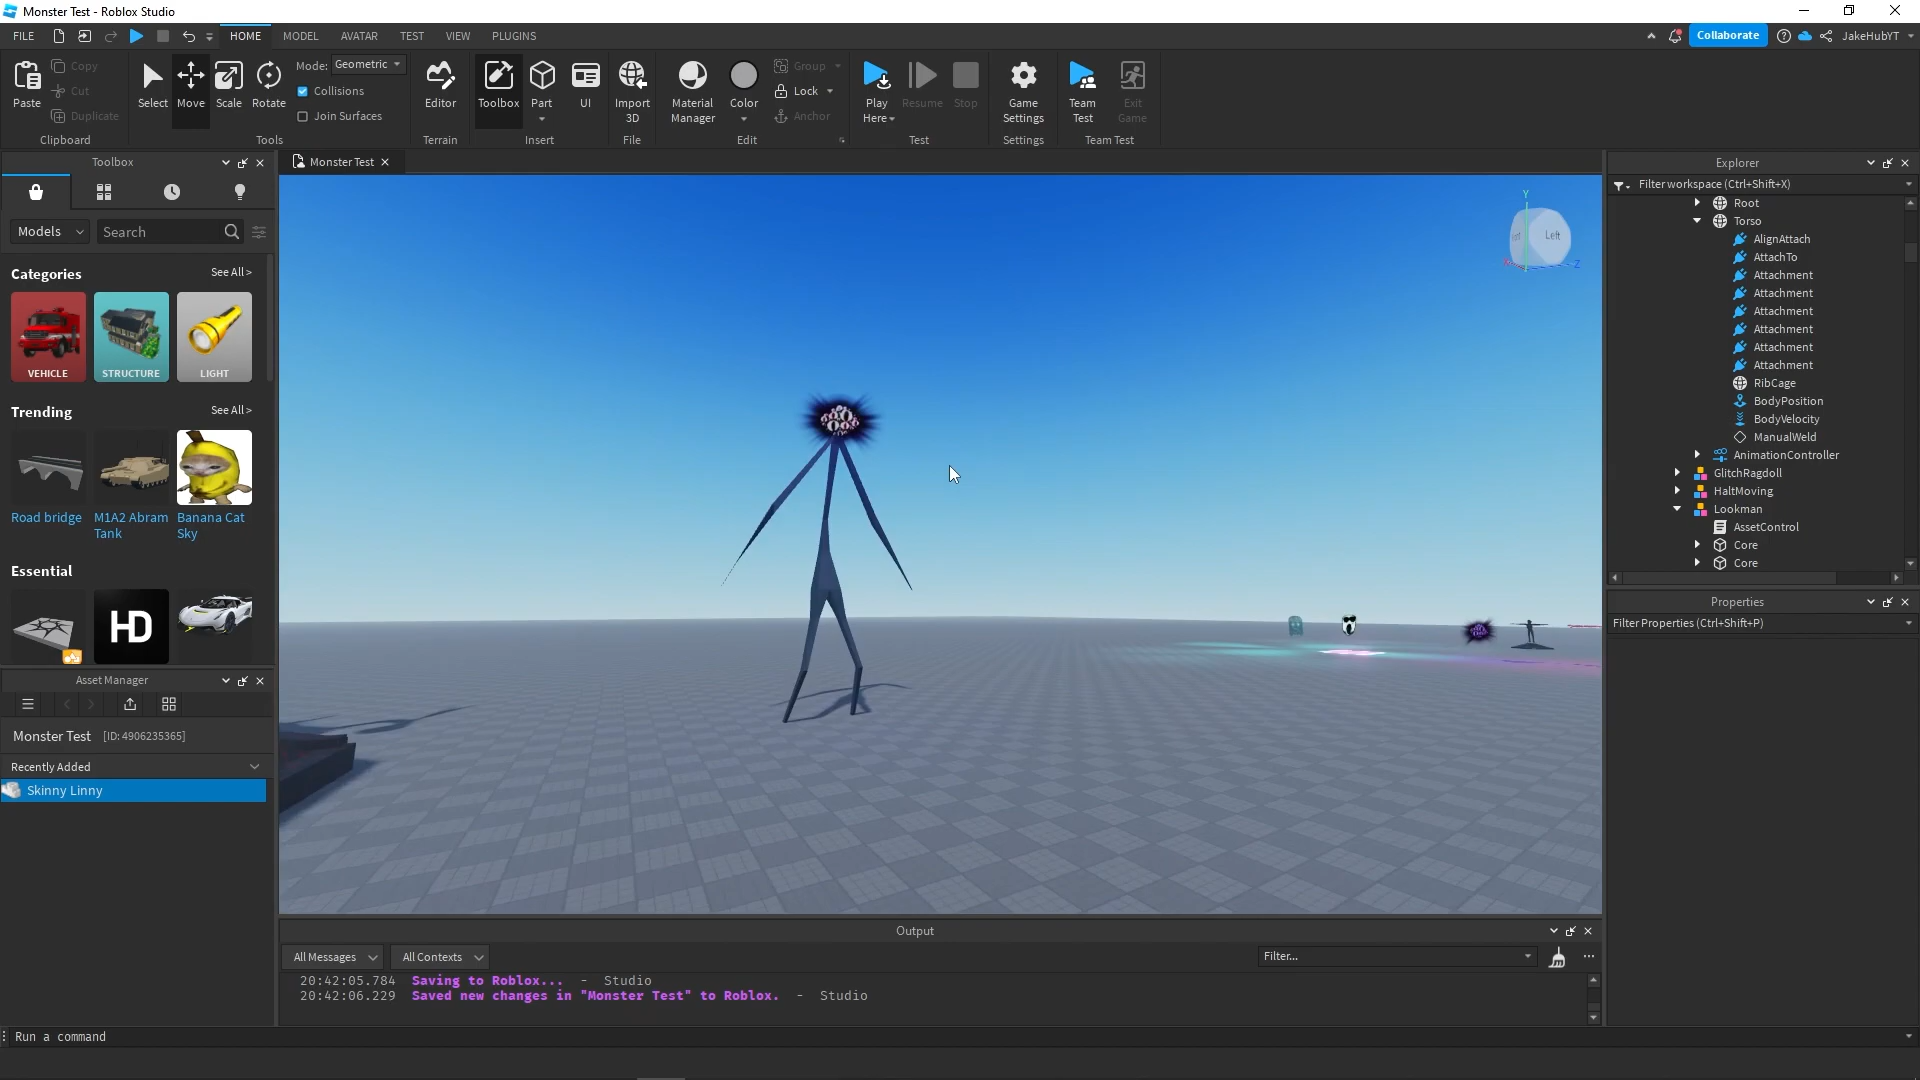 Monster Test - Roblox Studio
FILE HOME MODEL AVATAR TEST VIEW PLUGINS Collaborate JakeHubYT
Paste
Copy
Cut
Duplicate
Clipboard
Select
Move
Scale
Rotate
Mode: Geometric
Collisions
Join Surfaces
Tools
Editor
Terrain
Toolbox
Part
UI
Insert
Import
3D
File
Material
Manager
Color
Group
Lock
Anchor
Edit
Play
Here
Resume
Stop
Test
Game
Settings
Settings
Team
Test
Exit
Game
Team Test
Toolbox
Models
Search
Categories See All >
VEHICLE
STRUCTURE
LIGHT
Trending See All >
Road bridge
M1A2 Abram
Tank
Banana Cat
Sky
Essential
HD
Asset Manager
Monster Test [ID: 4906235365]
Recently Added
Skinny Linny
Monster Test
Y
Left
Z
Output
All Messages
All Contexts
Filter...
20:42:05.784 Saving to Roblox... - Studio
20:42:06.229 Saved new changes in "Monster Test" to Roblox. - Studio
Run a command
Explorer
Filter workspace (Ctrl+Shift+X)
Root
Torso
AlignAttach
AttachTo
Attachment
Attachment
Attachment
Attachment
Attachment
Attachment
RibCage
BodyPosition
BodyVelocity
ManualWeld
AnimationController
GlitchRagdoll
HaltMoving
Lookman
AssetControl
Core
Core
Properties
Filter Properties (Ctrl+Shift+P)